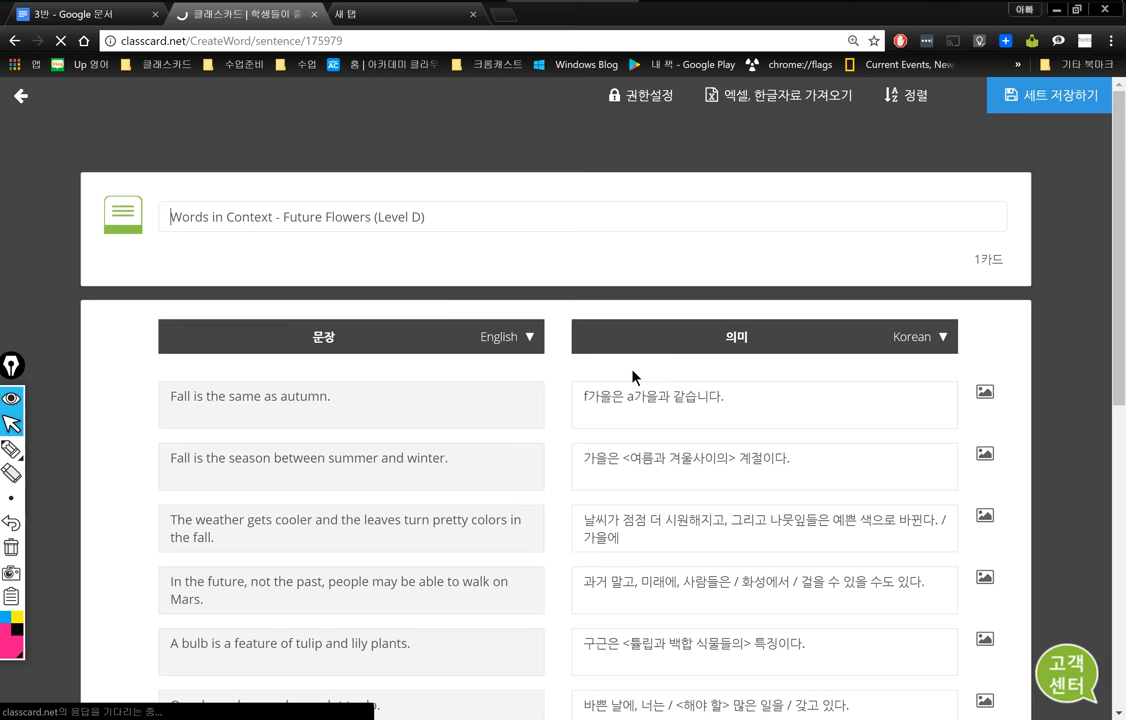 3반 - Google 문서
클래스카드 | 학생들이 좋
새 탭
아빠
classcard.net/CreateWord/sentence/175979
앱
Up 영어
클래스카드
수업준비
수업
홈 | 아카데미 클라우
크롬캐스트
Windows Blog
내 책 - Google Play
chrome://flags
Current Events, New
»
기타 북마크
권한설정
엑셀, 한글자료 가져오기
정렬
세트 저장하기
Words in Context - Future Flowers (Level D)
1카드
문장
English ▼
의미
Korean ▼
Fall is the same as autumn.
f가을은 a가을과 같습니다.
Fall is the season between summer and winter.
가을은 <여름과 겨울사이의> 계절이다.
The weather gets cooler and the leaves turn pretty colors in
the fall.
날씨가 점점 더 시원해지고, 그리고 나뭇잎들은 예쁜 색으로 바뀐다. /
가을에
In the future, not the past, people may be able to walk on
Mars.
과거 말고, 미래에, 사람들은 / 화성에서 / 걸을 수 있을 수도 있다.
A bulb is a feature of tulip and lily plants.
구근은 <튤립과 백합 식물들의> 특징이다.
바쁜 날에, 너는 / <해야 할> 많은 일을 / 갖고 있다.
고객
센터
classcard.net의 응답을 기다리는 중...